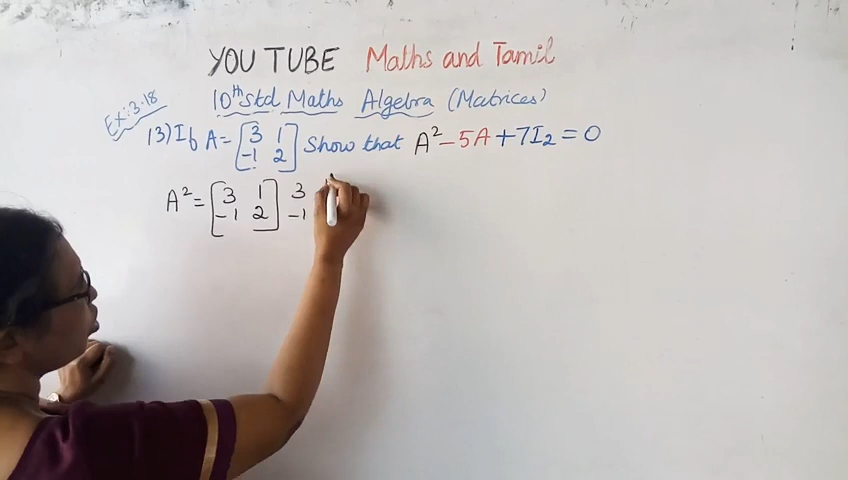 YOU TUBE Maths and Tamil
10th Std Maths Algebra (Matrices)
Ex: 3.18
13) If A = [3 1 Show that A² - 5A + 7I₂ = 0
-1 2]
A² = [3 1 3
-1 2] -1